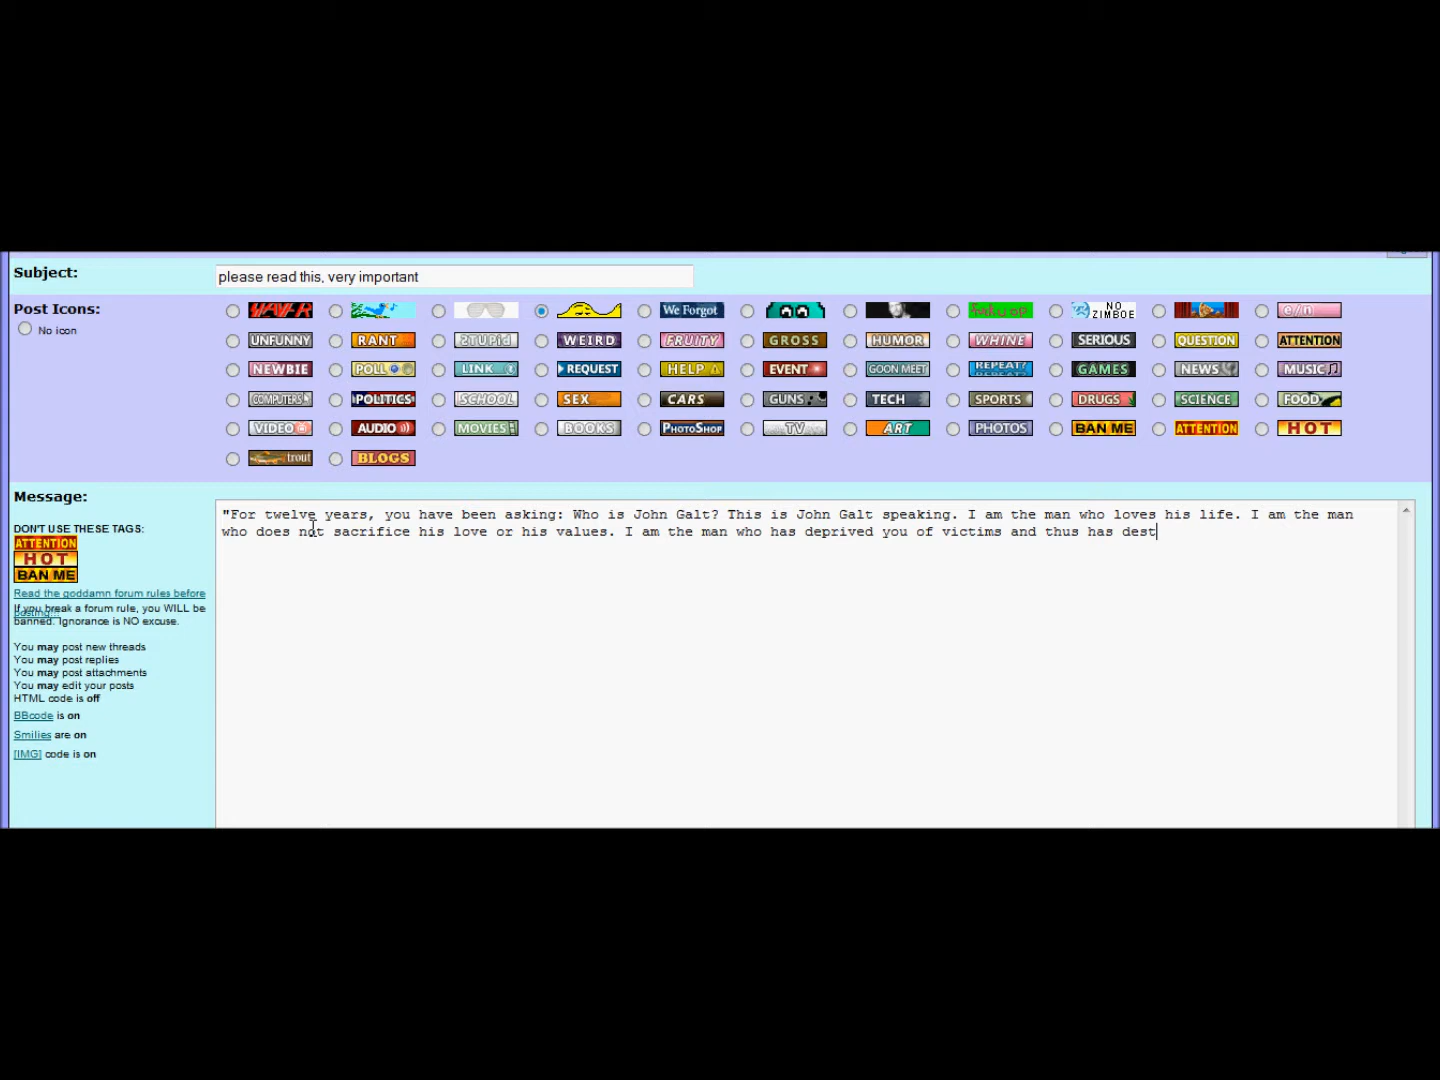 Subject:
please read this, very important
Post Icons:
No icon
We Forgot
NO ZIMBOE
e/n
UNFUNNY RANT STUPid WEIRD FRUITY GROSS HUMOR WHINE SERIOUS QUESTION ATTENTION
NEWBIE POLL LINK REQUEST HELP EVENT GOON MEET REPEAT? GAMES NEWS MUSIC
COMPUTERS POLITICS SCHOOL SEX CARS GUNS TECH SPORTS DRUGS SCIENCE FOOD
VIDEO AUDIO MOVIES BOOKS PHOTOSHOP TV ART PHOTOS BAN ME ATTENTION HOT
trout BLOGS
Message:
"For twelve years, you have been asking: Who is John Galt? This is John Galt speaking. I am the man who loves his life. I am the man
who does not sacrifice his love or his values. I am the man who has deprived you of victims and thus has dest
DON'T USE THESE TAGS:
ATTENTION
HOT
BAN ME
Read the goddamn forum rules before
posting!!!
If you break a forum rule, you WILL be
banned. Ignorance is NO excuse.
You may post new threads
You may post replies
You may post attachments
You may edit your posts
HTML code is off
BBcode is on
Smilies are on
[IMG] code is on